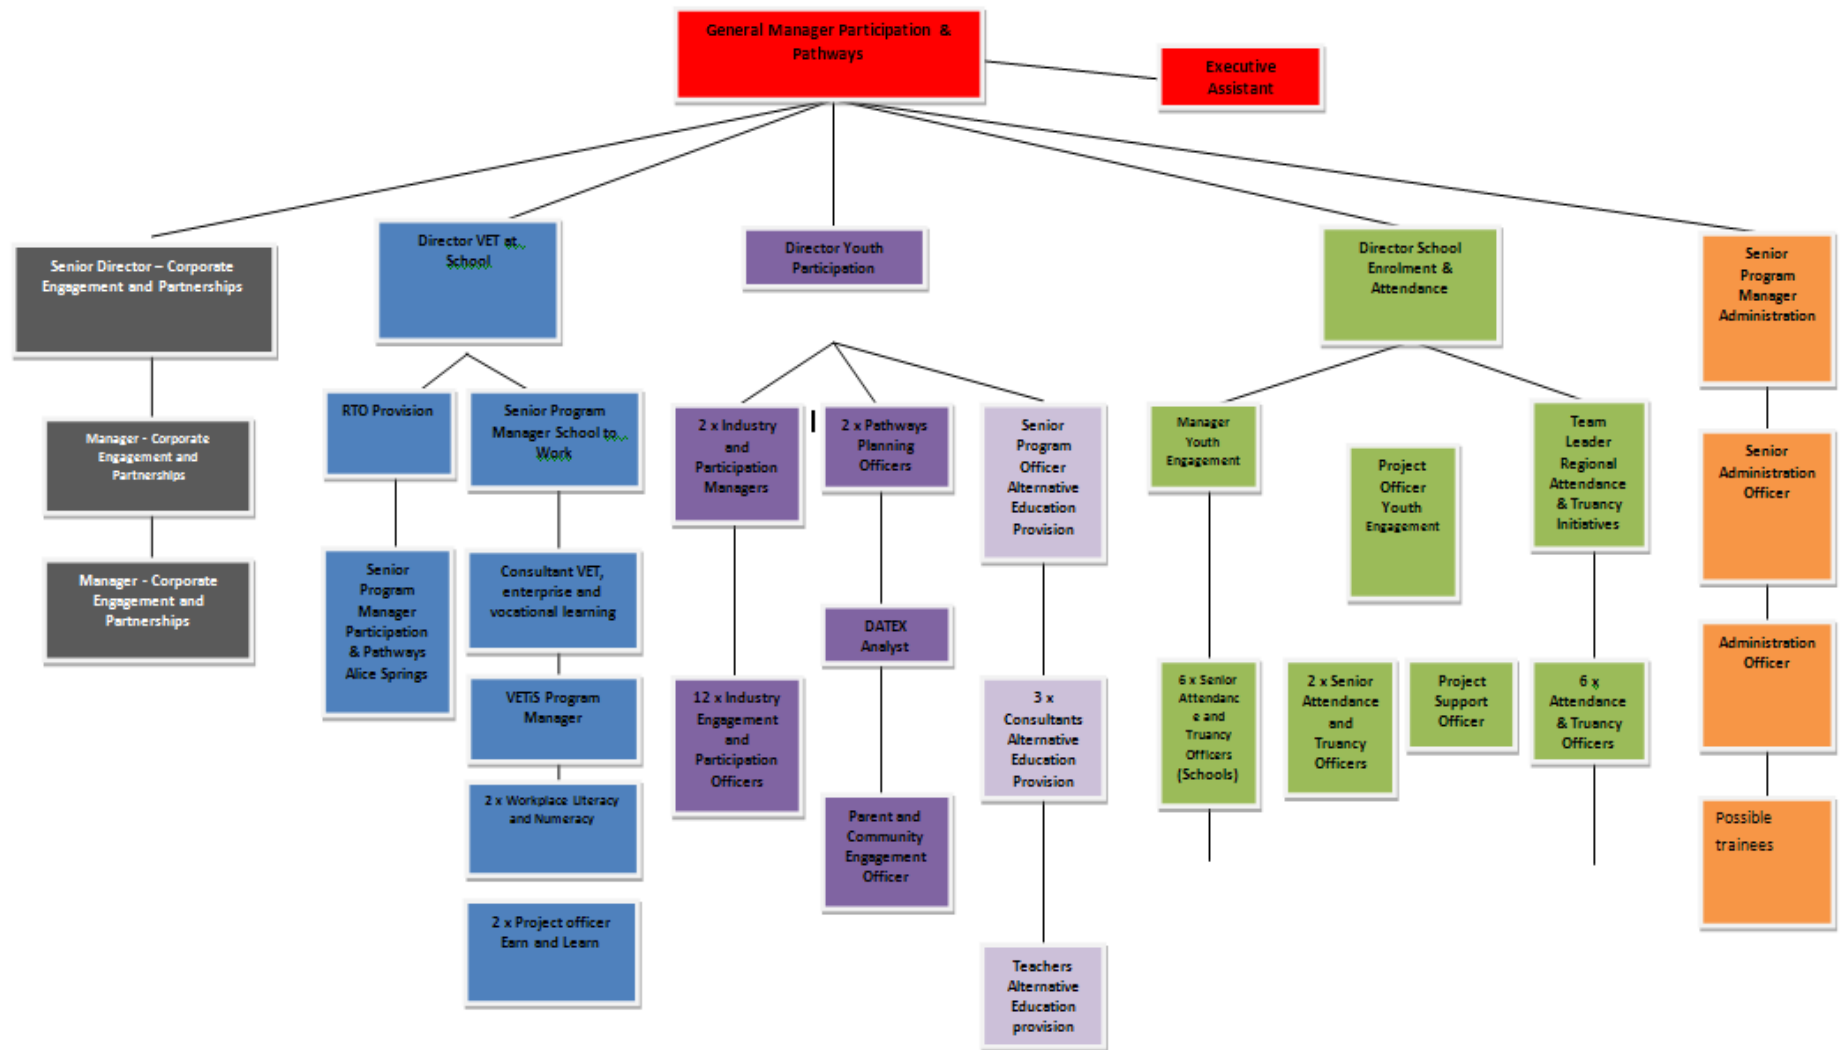 General Manager Participation &
Pathways
Executive
Assistant
Senior Director – Corporate
Engagement and Partnerships
Director VET at
School
Director Youth
Participation
Director School
Enrolment &
Attendance
Senior
Program
Manager
Administration
Manager - Corporate
Engagement and
Partnerships
RTO Provision
Senior Program
Manager School to
Work
2 x Industry
and
Participation
Managers
2 x Pathways
Planning
Officers
Senior
Program
Officer
Alternative
Education
Provision
Manager
Youth
Engagement
Project
Officer
Youth
Engagement
Team
Leader
Regional
Attendance
& Truancy
Initiatives
Senior
Administration
Officer
Manager - Corporate
Engagement and
Partnerships
Senior
Program
Manager
Participation
& Pathways
Alice Springs
Consultant VET,
enterprise and
vocational learning
DATEX
Analyst
Administration
Officer
VETiS Program
Manager
12 x Industry
Engagement
and
Participation
Officers
3 x
Consultants
Alternative
Education
Provision
6 x Senior
Attendanc
e and
Truancy
Officers
(Schools)
2 x Senior
Attendance
and
Truancy
Officers
Project
Support
Officer
6 x
Attendance
& Truancy
Officers
2 x Workplace Literacy
and Numeracy
Parent and
Community
Engagement
Officer
Possible
trainees
2 x Project officer
Earn and Learn
Teachers
Alternative
Education
provision